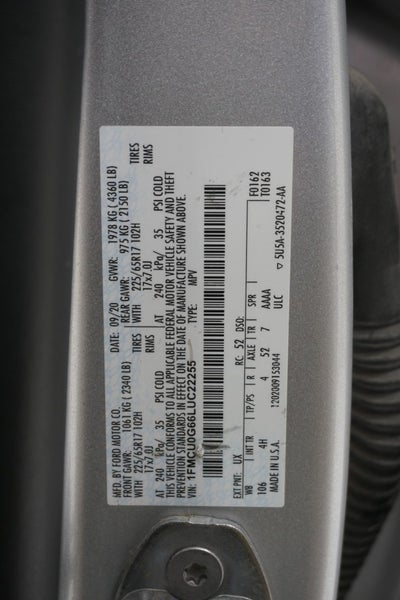 MFD. BY FORD MOTOR CO. DATE: 09/20 GVWR: 1978 KG ( 4360 LB)
FRONT GAWR: 1061 KG ( 2340 LB) REAR GAWR: 975 KG ( 2150 LB)
WITH 225/65R17 102H TIRES WITH 225/65R17 102H TIRES
17x7.0J RIMS 17x7.0J RIMS
AT 240 kPa/ 35 PSI COLD AT 240 kPa/ 35 PSI COLD
THIS VEHICLE CONFORMS TO ALL APPLICABLE FEDERAL MOTOR VEHICLE SAFETY AND THEFT
PREVENTION STANDARDS IN EFFECT ON THE DATE OF MANUFACTURE SHOWN ABOVE.
VIN: 1FMCU0G66LUC22255 TYPE: MPV
F0162
T0163
EXT PNT: UX RC: 52 DSO:
WB INT TR TP/PS R AXLE TR SPR
106 4H 4 52 7 AAAA
ULC
MADE IN U.S.A. 1202009153044 5U5A-3520472-AA